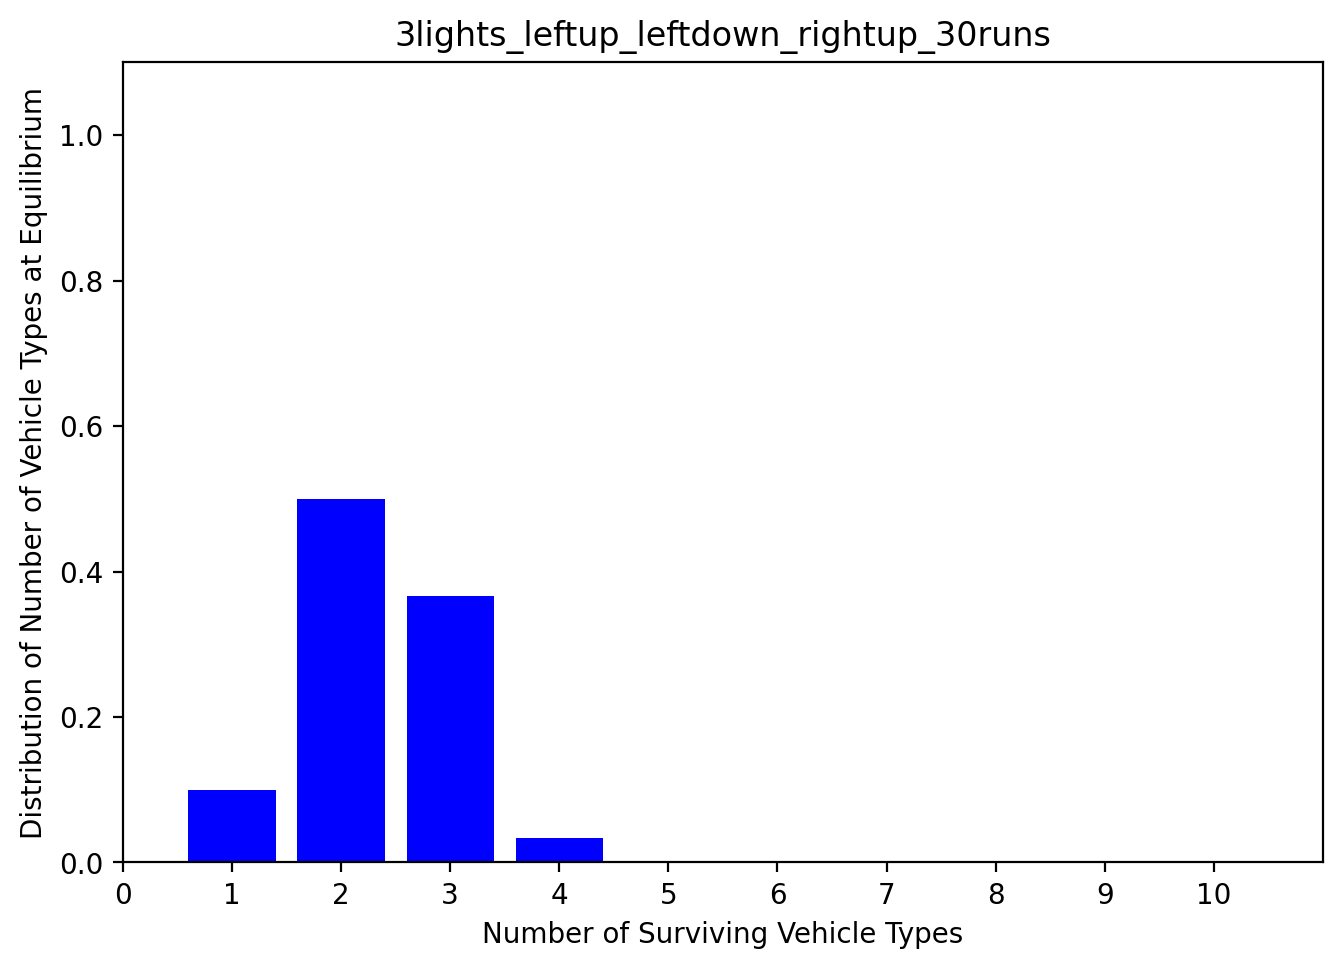 3lights_leftup_leftdown_rightup_30runs
Distribution of Number of Vehicle Types at Equilibrium
1.0
0.8
0.6
0.4
0.2
0.0
0 1 2 3 4 5 6 7 8 9 10
Number of Surviving Vehicle Types